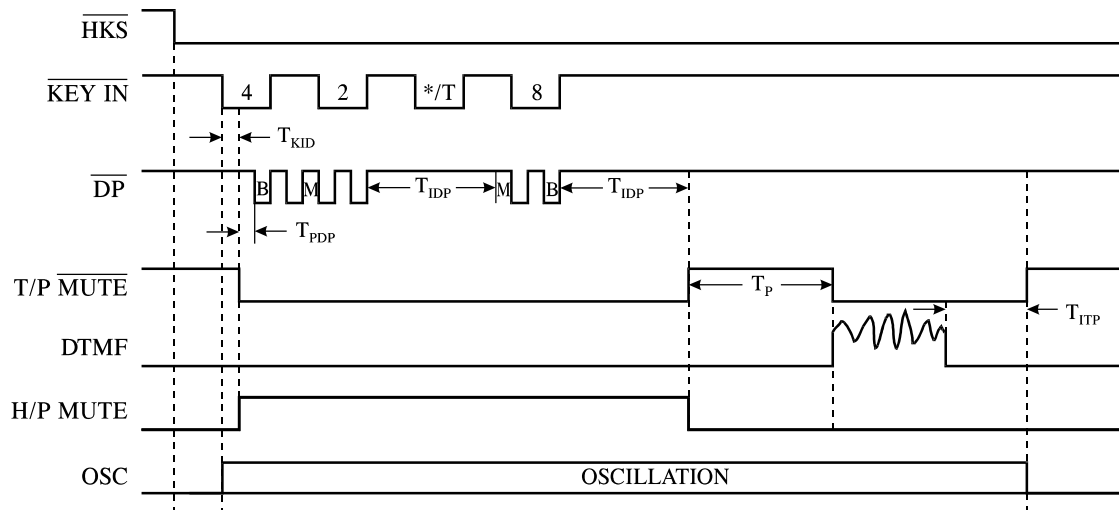 HKS
KEY IN 4 2 */T 8
T_KID
DP B M T_IDP M B T_IDP
T_PDP
T/P MUTE T_P
T_ITP
DTMF
H/P MUTE
OSC OSCILLATION